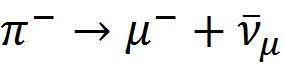 π⁻ → μ⁻ + ν̄_μ